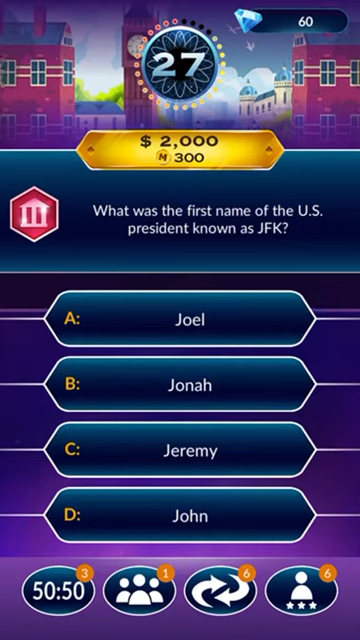 60
27
$ 2,000
M 300
What was the first name of the U.S.
president known as JFK?
A: Joel
B: Jonah
C: Jeremy
D: John
3
1
6
6
50:50